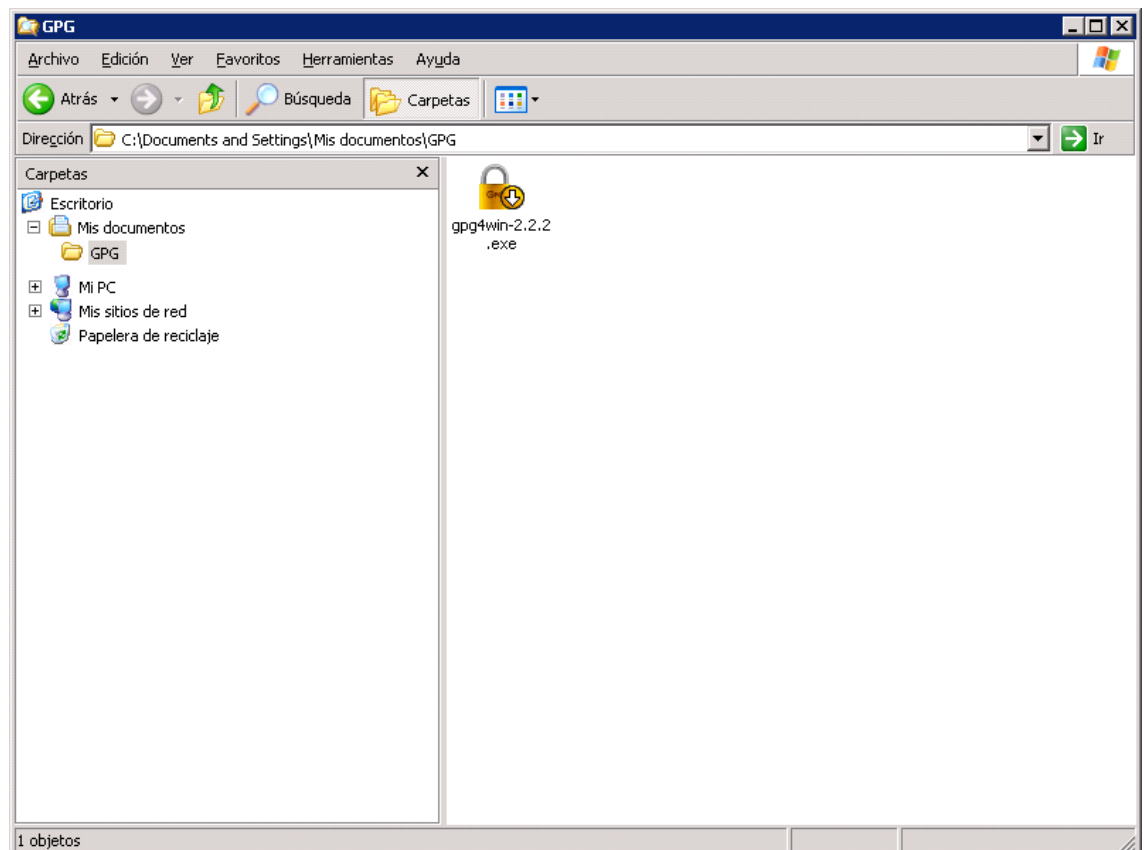 GPG
Archivo Edición Ver Favoritos Herramientas Ayuda
Atrás Búsqueda Carpetas
Dirección C:\Documents and Settings\Mis documentos\GPG Ir
Carpetas
Escritorio
Mis documentos
GPG
Mi PC
Mis sitios de red
Papelera de reciclaje
gpg4win-2.2.2
.exe
1 objetos